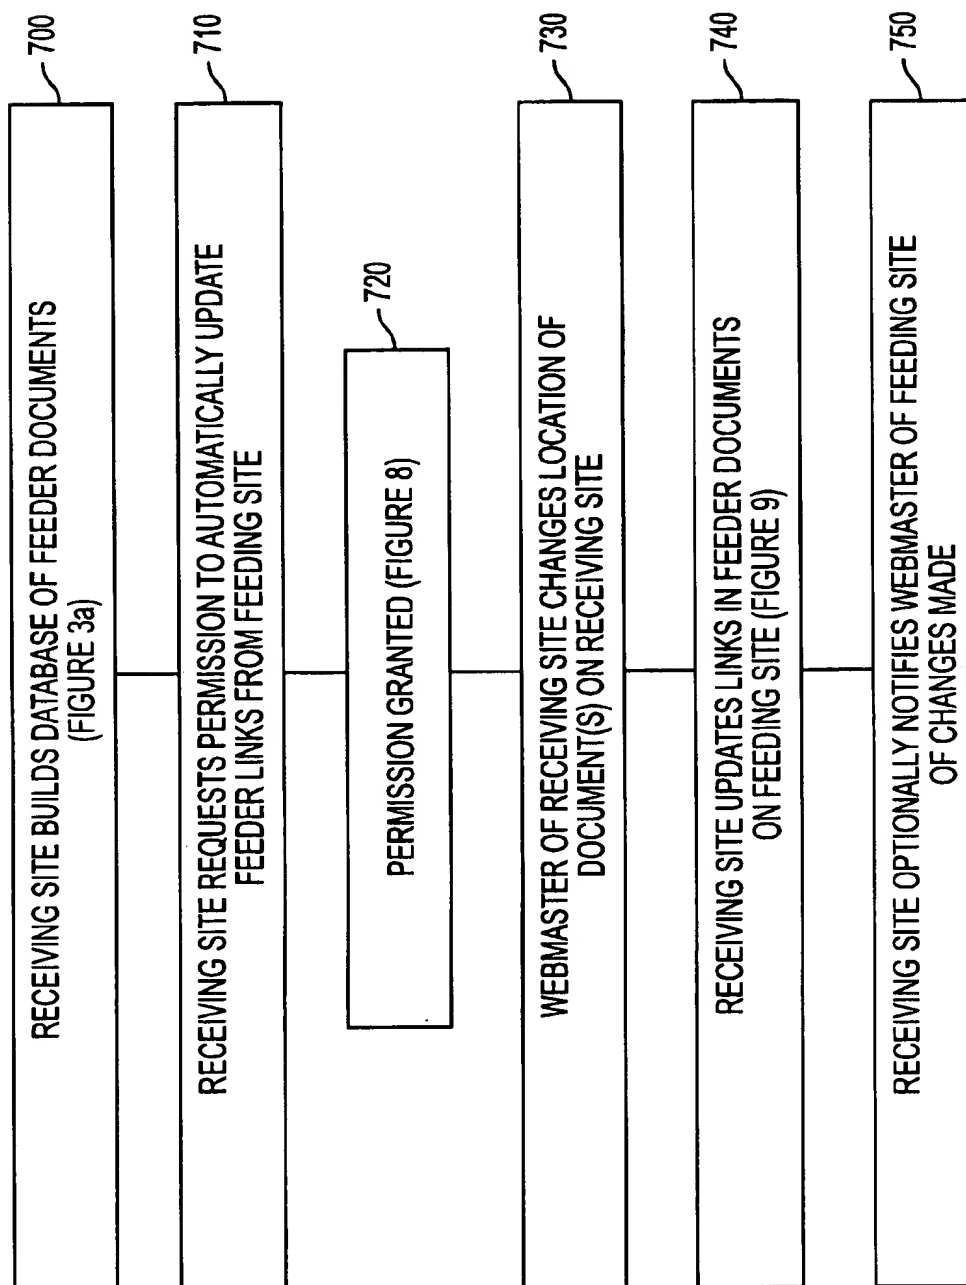 700
RECEIVING SITE BUILDS DATABASE OF FEEDER DOCUMENTS
(FIGURE 3a)
710
RECEIVING SITE REQUESTS PERMISSION TO AUTOMATICALLY UPDATE
FEEDER LINKS FROM FEEDING SITE
720
PERMISSION GRANTED (FIGURE 8)
730
WEBMASTER OF RECEIVING SITE CHANGES LOCATION OF
DOCUMENT(S) ON RECEIVING SITE
740
RECEIVING SITE UPDATES LINKS IN FEEDER DOCUMENTS
ON FEEDING SITE (FIGURE 9)
750
RECEIVING SITE OPTIONALLY NOTIFIES WEBMASTER OF FEEDING SITE
OF CHANGES MADE